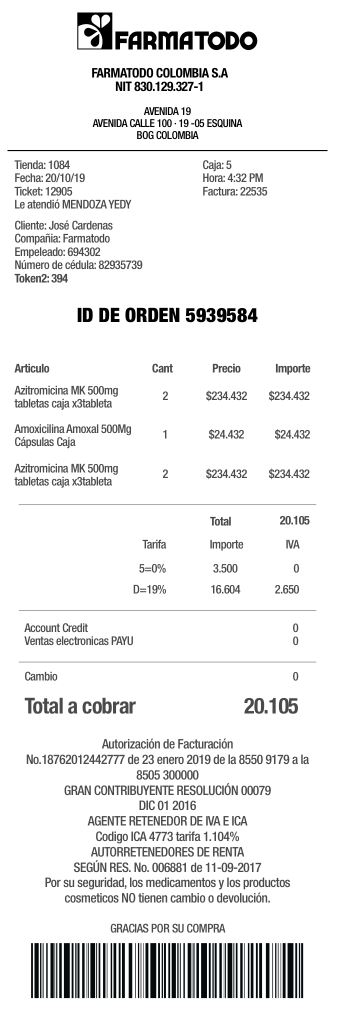 FARMATODO
FARMATODO COLOMBIA S.A
NIT 830.129.327-1
AVENIDA 19
AVENIDA CALLE 100 - 19 -05 ESQUINA
BOG COLOMBIA
Tienda: 1084 Caja: 5
Fecha: 20/10/19 Hora: 4:32 PM
Ticket: 12905 Factura: 22535
Le atendió MENDOZA YEDY
Cliente: José Cardenas
Compañia: Farmatodo
Empeleado: 694302
Número de cédula: 82935739
Token2: 394
ID DE ORDEN 5939584
Articulo Cant Precio Importe
Azitromicina MK 500mg
tabletas caja x3tableta 2 $234.432 $234.432
Amoxicilina Amoxal 500Mg
Cápsulas Caja 1 $24.432 $24.432
Azitromicina MK 500mg
tabletas caja x3tableta 2 $234.432 $234.432
Total 20.105
Tarifa Importe IVA
5=0% 3.500 0
D=19% 16.604 2.650
Account Credit 0
Ventas electronicas PAYU 0
Cambio 0
Total a cobrar 20.105
Autorización de Facturación
No.18762012442777 de 23 enero 2019 de la 8550 9179 a la
8505 300000
GRAN CONTRIBUYENTE RESOLUCIÓN 00079
DIC 01 2016
AGENTE RETENEDOR DE IVA E ICA
Codigo ICA 4773 tarifa 1.104%
AUTORRETENEDORES DE RENTA
SEGÚN RES. No. 006881 de 11-09-2017
Por su seguridad, los medicamentos y los productos
cosmeticos NO tienen cambio o devolución.
GRACIAS POR SU COMPRA